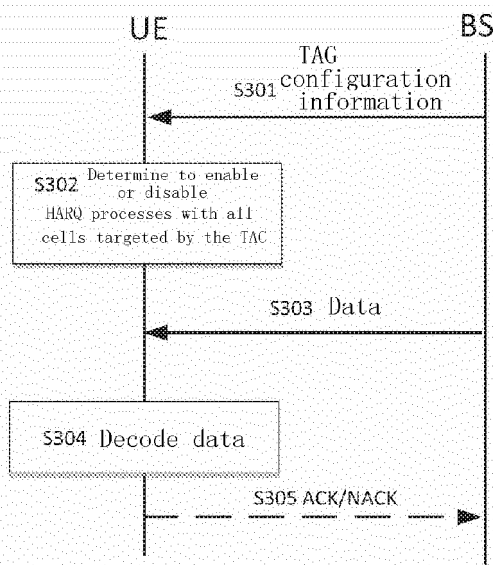 UE
BS
TAG
S301 configuration
information
S302 Determine to enable
or disable
HARQ processes with all
cells targeted by the TAC
S303 Data
S304 Decode data
S305 ACK/NACK